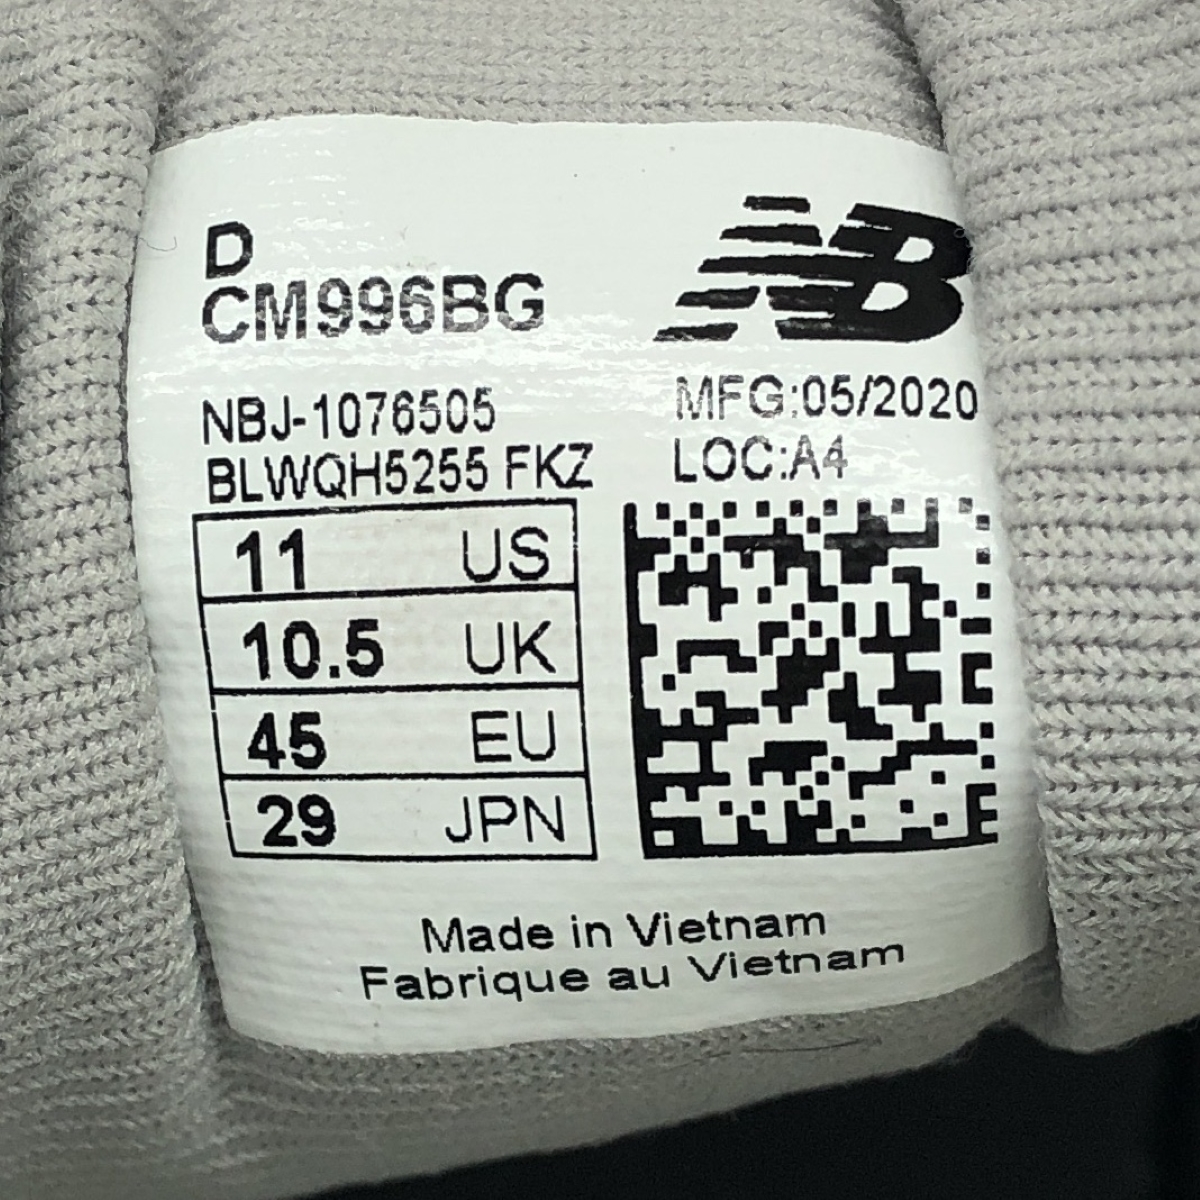 D
CM996BG
NB
NBJ-1076505
BLWQH5255 FKZ
MFG:05/2020
LOC:A4
11 US
10.5 UK
45 EU
29 JPN
Made in Vietnam
Fabrique au Vietnam